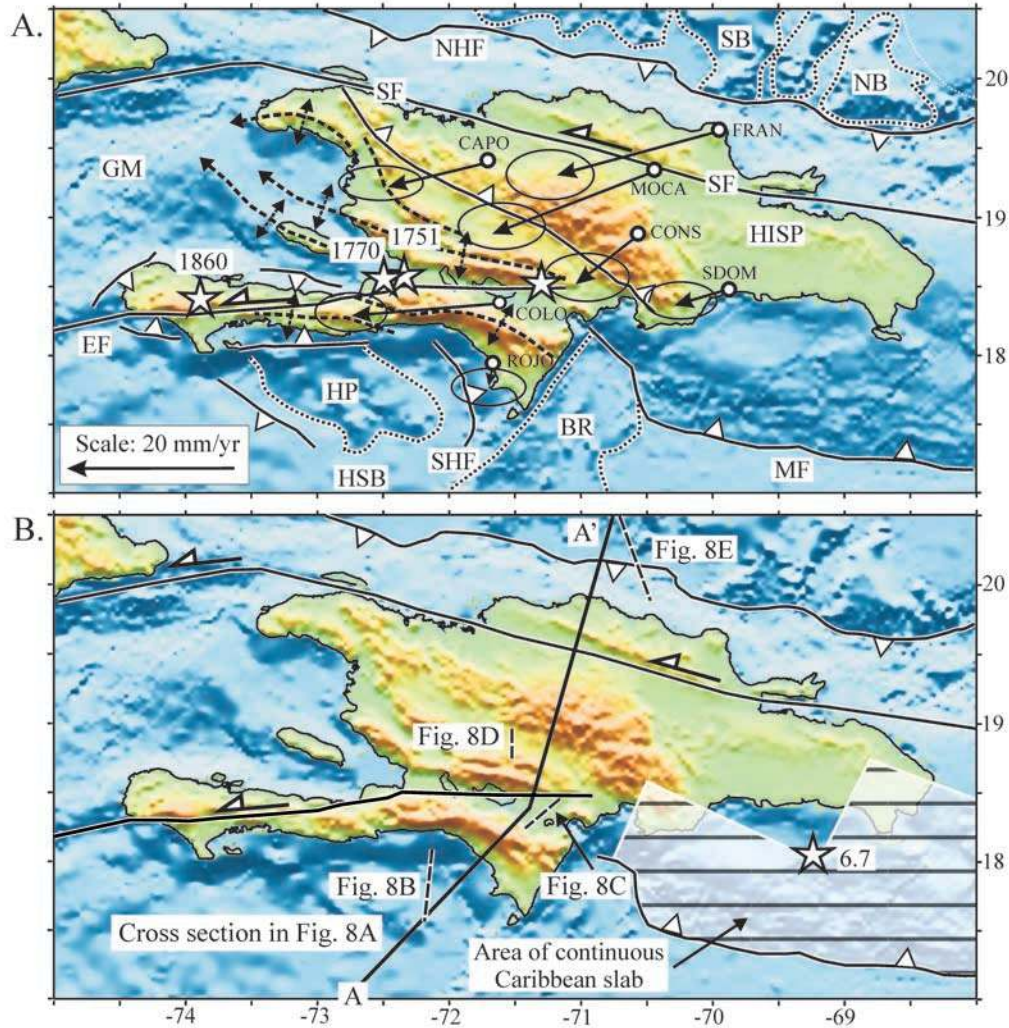 A.
NHF
SB
NB
20
SF
FRAN
CAPO
GM
MOCA
SF
19
1751
CONS
HISP
1770
1860
SDOM
COLO
EF
ROJO
18
HP
BR
Scale: 20 mm/yr
SHF
MF
HSB
B.
A'
Fig. 8E
20
19
Fig. 8D
6.7
18
Fig. 8B
Fig. 8C
Cross section in Fig. 8A
Area of continuous
Caribbean slab
A
-74
-73
-72
-71
-70
-69